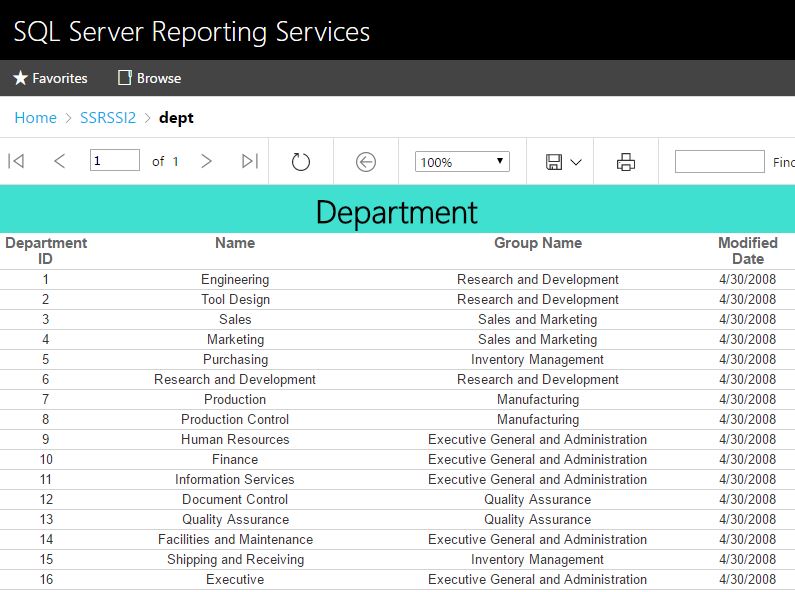 SQL Server Reporting Services
Favorites Browse
Home > SSRSSI2 > dept
1 of 1 100% Find
Department
Department ID Name Group Name Modified Date
1 Engineering Research and Development 4/30/2008
2 Tool Design Research and Development 4/30/2008
3 Sales Sales and Marketing 4/30/2008
4 Marketing Sales and Marketing 4/30/2008
5 Purchasing Inventory Management 4/30/2008
6 Research and Development Research and Development 4/30/2008
7 Production Manufacturing 4/30/2008
8 Production Control Manufacturing 4/30/2008
9 Human Resources Executive General and Administration 4/30/2008
10 Finance Executive General and Administration 4/30/2008
11 Information Services Executive General and Administration 4/30/2008
12 Document Control Quality Assurance 4/30/2008
13 Quality Assurance Quality Assurance 4/30/2008
14 Facilities and Maintenance Executive General and Administration 4/30/2008
15 Shipping and Receiving Inventory Management 4/30/2008
16 Executive Executive General and Administration 4/30/2008